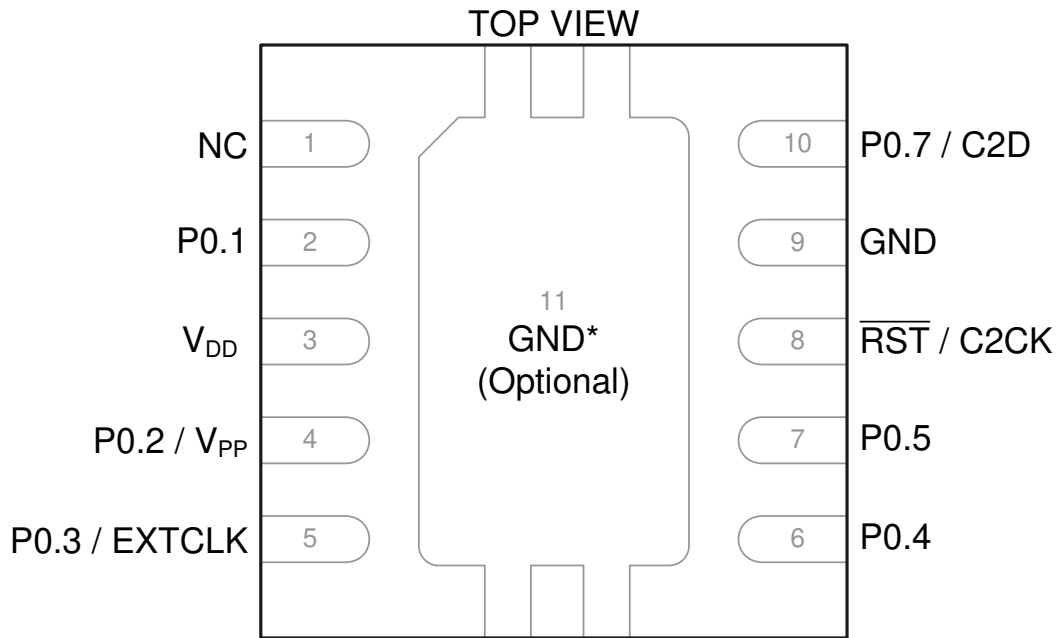 TOP VIEW
NC 1
10 P0.7 / C2D
P0.1 2
9 GND
V_DD 3
8 R̅S̅T̅ / C2CK
P0.2 / V_PP 4
7 P0.5
P0.3 / EXTCLK 5
6 P0.4
11
GND*
(Optional)